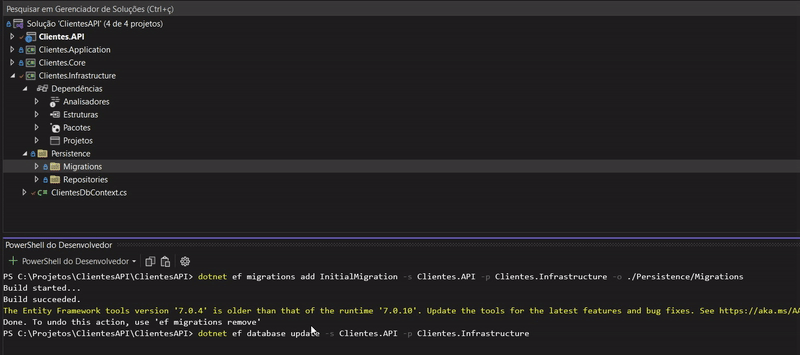 Pesquisar em Gerenciador de Soluções (Ctrl+ç)
Solução 'ClientesAPI' (4 de 4 projetos)
Clientes.API
Clientes.Application
Clientes.Core
Clientes.Infrastructure
Dependências
Analisadores
Estruturas
Pacotes
Projetos
Persistence
Migrations
Repositories
ClientesDbContext.cs
PowerShell do Desenvolvedor
PowerShell do Desenvolvedor
PS C:\Projetos\ClientesAPI\ClientesAPI> dotnet ef migrations add InitialMigration -s Clientes.API -p Clientes.Infrastructure -o ./Persistence/Migrations
Build started...
Build succeeded.
The Entity Framework tools version '7.0.4' is older than that of the runtime '7.0.10'. Update the tools for the latest features and bug fixes. See https://aka.ms/AA
Done. To undo this action, use 'ef migrations remove'
PS C:\Projetos\ClientesAPI\ClientesAPI> dotnet ef database update -s Clientes.API -p Clientes.Infrastructure